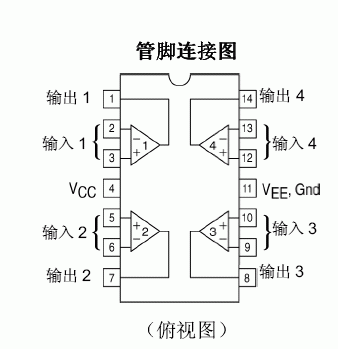 管脚连接图
输出 1
1
14
输出 4
输入 1
2
3
1
4
13
12
输入 4
VCC
4
11
VEE, Gnd
输入 2
5
6
2
3
10
9
输入 3
输出 2
7
8
输出 3
（俯视图）